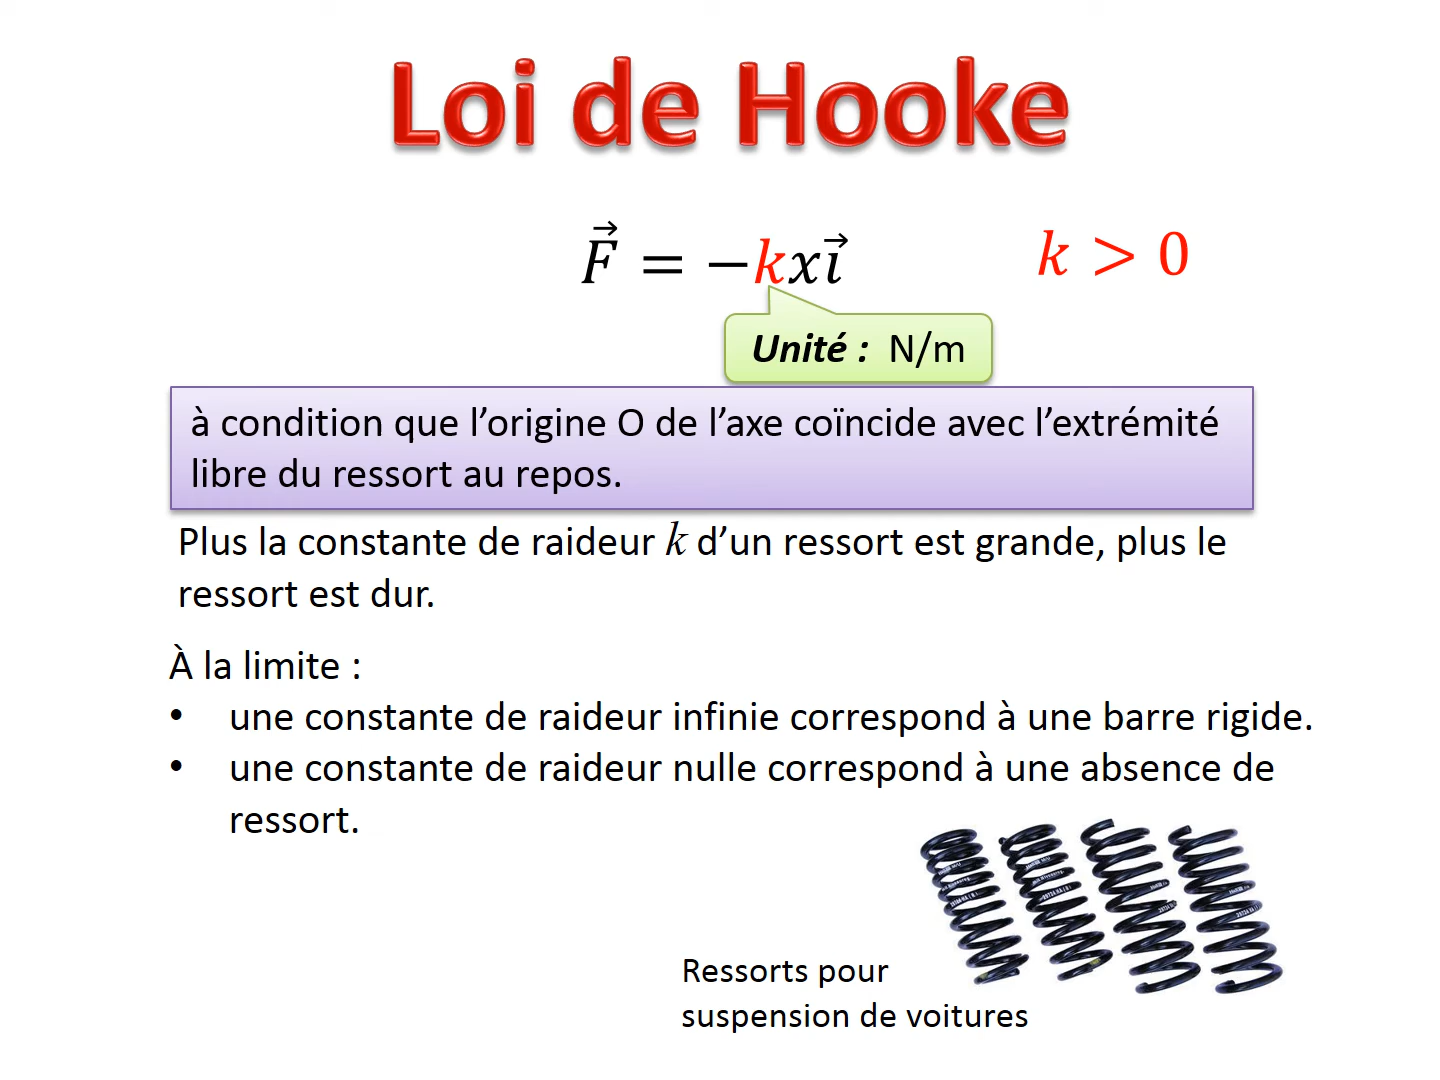 Loi de Hooke
F⃗ = −kxı⃗
k > 0
Unité : N/m
à condition que l’origine O de l’axe coïncide avec l’extrémité
libre du ressort au repos.
Plus la constante de raideur k d’un ressort est grande, plus le
ressort est dur.
À la limite :
• une constante de raideur infinie correspond à une barre rigide.
• une constante de raideur nulle correspond à une absence de
ressort.
Ressorts pour
suspension de voitures